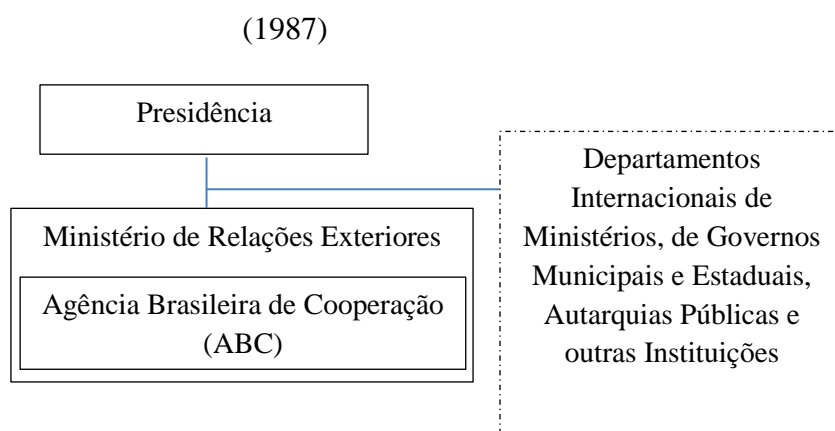 (1987)
Presidência
Ministério de Relações Exteriores
Agência Brasileira de Cooperação
(ABC)
Departamentos
Internacionais de
Ministérios, de Governos
Municipais e Estaduais,
Autarquias Públicas e
outras Instituições